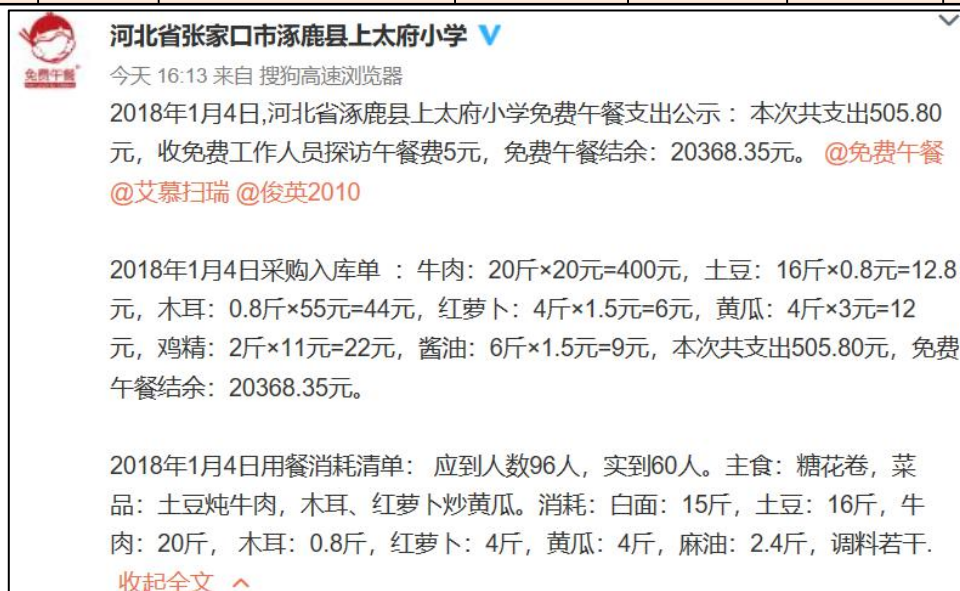 河北省张家口市涿鹿县上太府小学
免费午餐
今天 16:13 来自 搜狗高速浏览器
2018年1月4日,河北省涿鹿县上太府小学免费午餐支出公示 ：本次共支出505.80
元，收免费工作人员探访午餐费5元，免费午餐结余：20368.35元。 @免费午餐
@艾慕扫瑞 @俊英2010
2018年1月4日采购入库单 ：牛肉：20斤×20元=400元，土豆：16斤×0.8元=12.8
元，木耳：0.8斤×55元=44元，红萝卜：4斤×1.5元=6元，黄瓜：4斤×3元=12
元，鸡精：2斤×11元=22元，酱油：6斤×1.5元=9元，本次共支出505.80元，免费
午餐结余：20368.35元。
2018年1月4日用餐消耗清单： 应到人数96人，实到60人。主食：糖花卷，菜
品：土豆炖牛肉，木耳、红萝卜炒黄瓜。消耗：白面：15斤，土豆：16斤，牛
肉：20斤， 木耳：0.8斤，红萝卜：4斤，黄瓜：4斤，麻油：2.4斤，调料若干.
收起全文